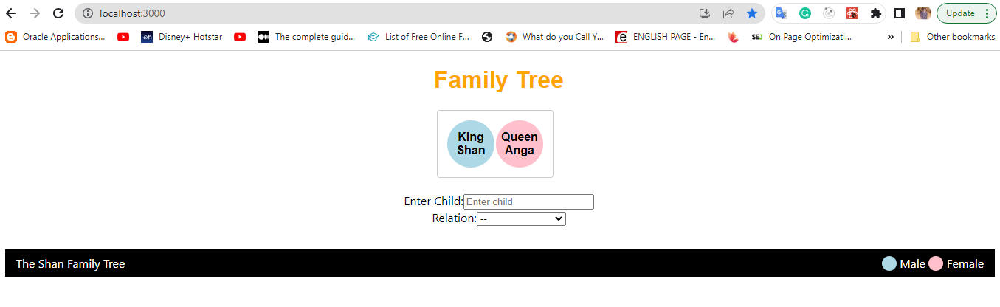 localhost:3000
Update
Oracle Applications...
Disney+ Hotstar
The complete guid...
List of Free Online F...
What do you Call Y...
ENGLISH PAGE - En...
SEJ
On Page Optimizati...
»
Other bookmarks
Family Tree
King
Shan
Queen
Anga
Enter Child: Enter child
Relation: --
The Shan Family Tree
Male
Female